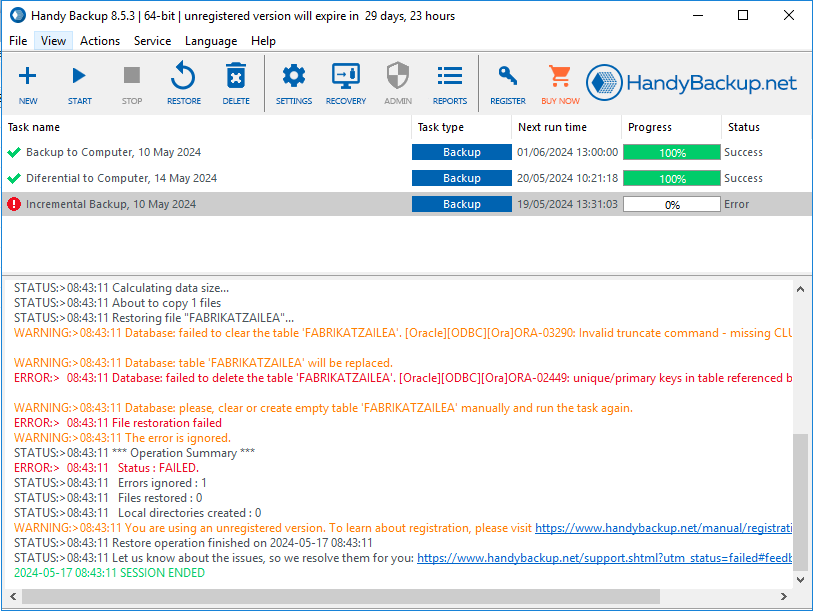 Handy Backup 8.5.3 | 64-bit | unregistered version will expire in 29 days, 23 hours
File View Actions Service Language Help
NEW START STOP RESTORE DELETE SETTINGS RECOVERY ADMIN REPORTS REGISTER BUY NOW HandyBackup.net
Task name Task type Next run time Progress Status
Backup to Computer, 10 May 2024 Backup 01/06/2024 13:00:00 100% Success
Diferential to Computer, 14 May 2024 Backup 20/05/2024 10:21:18 100% Success
Incremental Backup, 10 May 2024 Backup 19/05/2024 13:31:03 0% Error
STATUS:> 08:43:11 Calculating data size...
STATUS:> 08:43:11 About to copy 1 files
STATUS:> 08:43:11 Restoring file "FABRIKATZAILEA"...
WARNING:> 08:43:11 Database: failed to clear the table 'FABRIKATZAILEA'. [Oracle][ODBC][Ora]ORA-03290: Invalid truncate command - missing CLU
WARNING:> 08:43:11 Database: table 'FABRIKATZAILEA' will be replaced.
ERROR:> 08:43:11 Database: failed to delete the table 'FABRIKATZAILEA'. [Oracle][ODBC][Ora]ORA-02449: unique/primary keys in table referenced b
WARNING:> 08:43:11 Database: please, clear or create empty table 'FABRIKATZAILEA' manually and run the task again.
ERROR:> 08:43:11 File restoration failed
WARNING:> 08:43:11 The error is ignored.
STATUS:> 08:43:11 *** Operation Summary ***
ERROR:> 08:43:11 Status : FAILED.
STATUS:> 08:43:11 Errors ignored : 1
STATUS:> 08:43:11 Files restored : 0
STATUS:> 08:43:11 Local directories created : 0
WARNING:> 08:43:11 You are using an unregistered version. To learn about registration, please visit https://www.handybackup.net/manual/registrati
STATUS:> 08:43:11 Restore operation finished on 2024-05-17 08:43:11
STATUS:> 08:43:11 Let us know about the issues, so we resolve them for you: https://www.handybackup.net/support.shtml?utm_status=failed#feedb
2024-05-17 08:43:11 SESSION ENDED